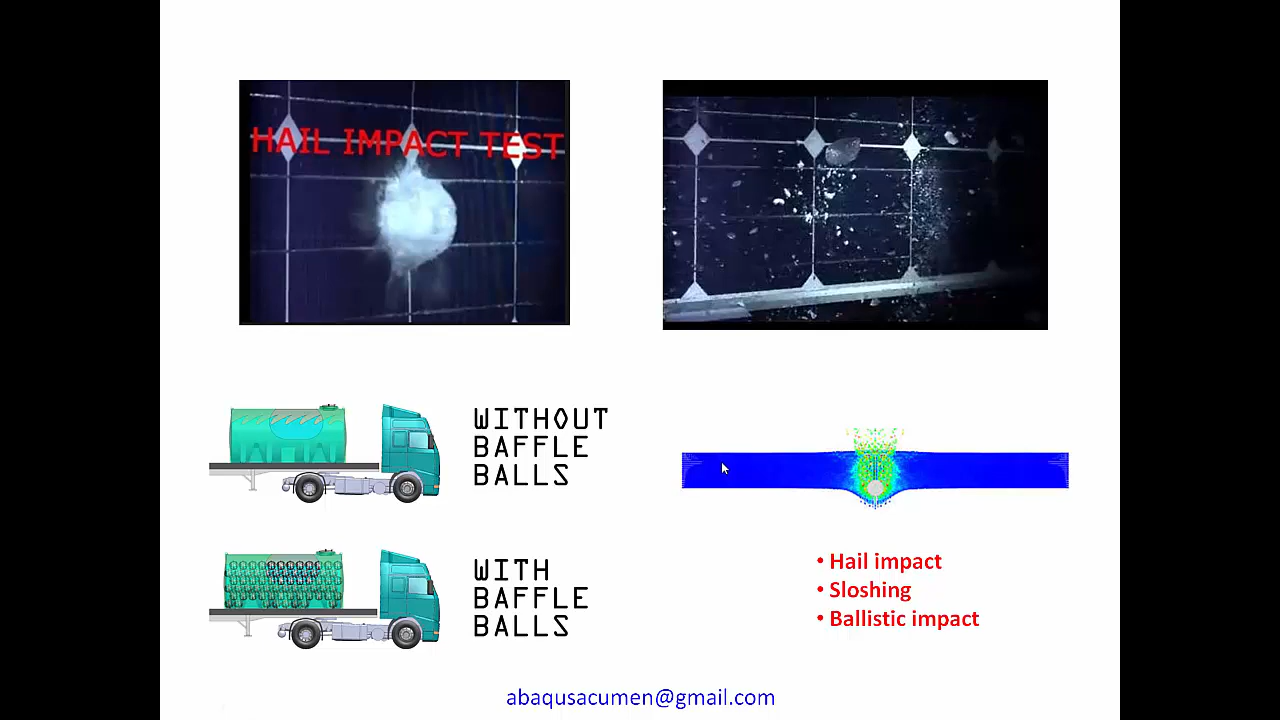 HAIL IMPACT TEST
WITHOUT
BAFFLE
BALLS
WITH
BAFFLE
BALLS
• Hail impact
• Sloshing
• Ballistic impact
abaqusacumen@gmail.com